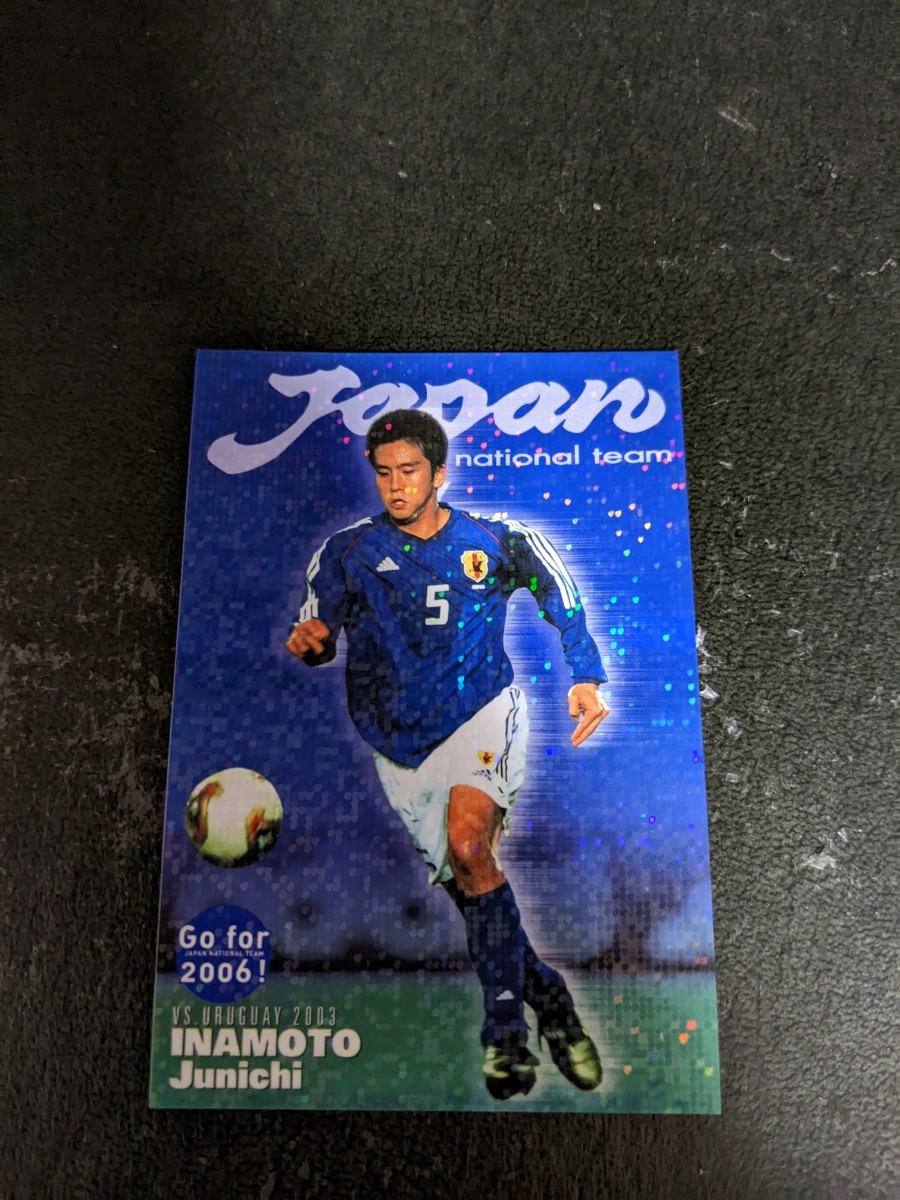 Japan
national team
5
Go for
JAPAN NATIONAL TEAM
2006!
VS. URUGUAY 2003
INAMOTO
Junichi